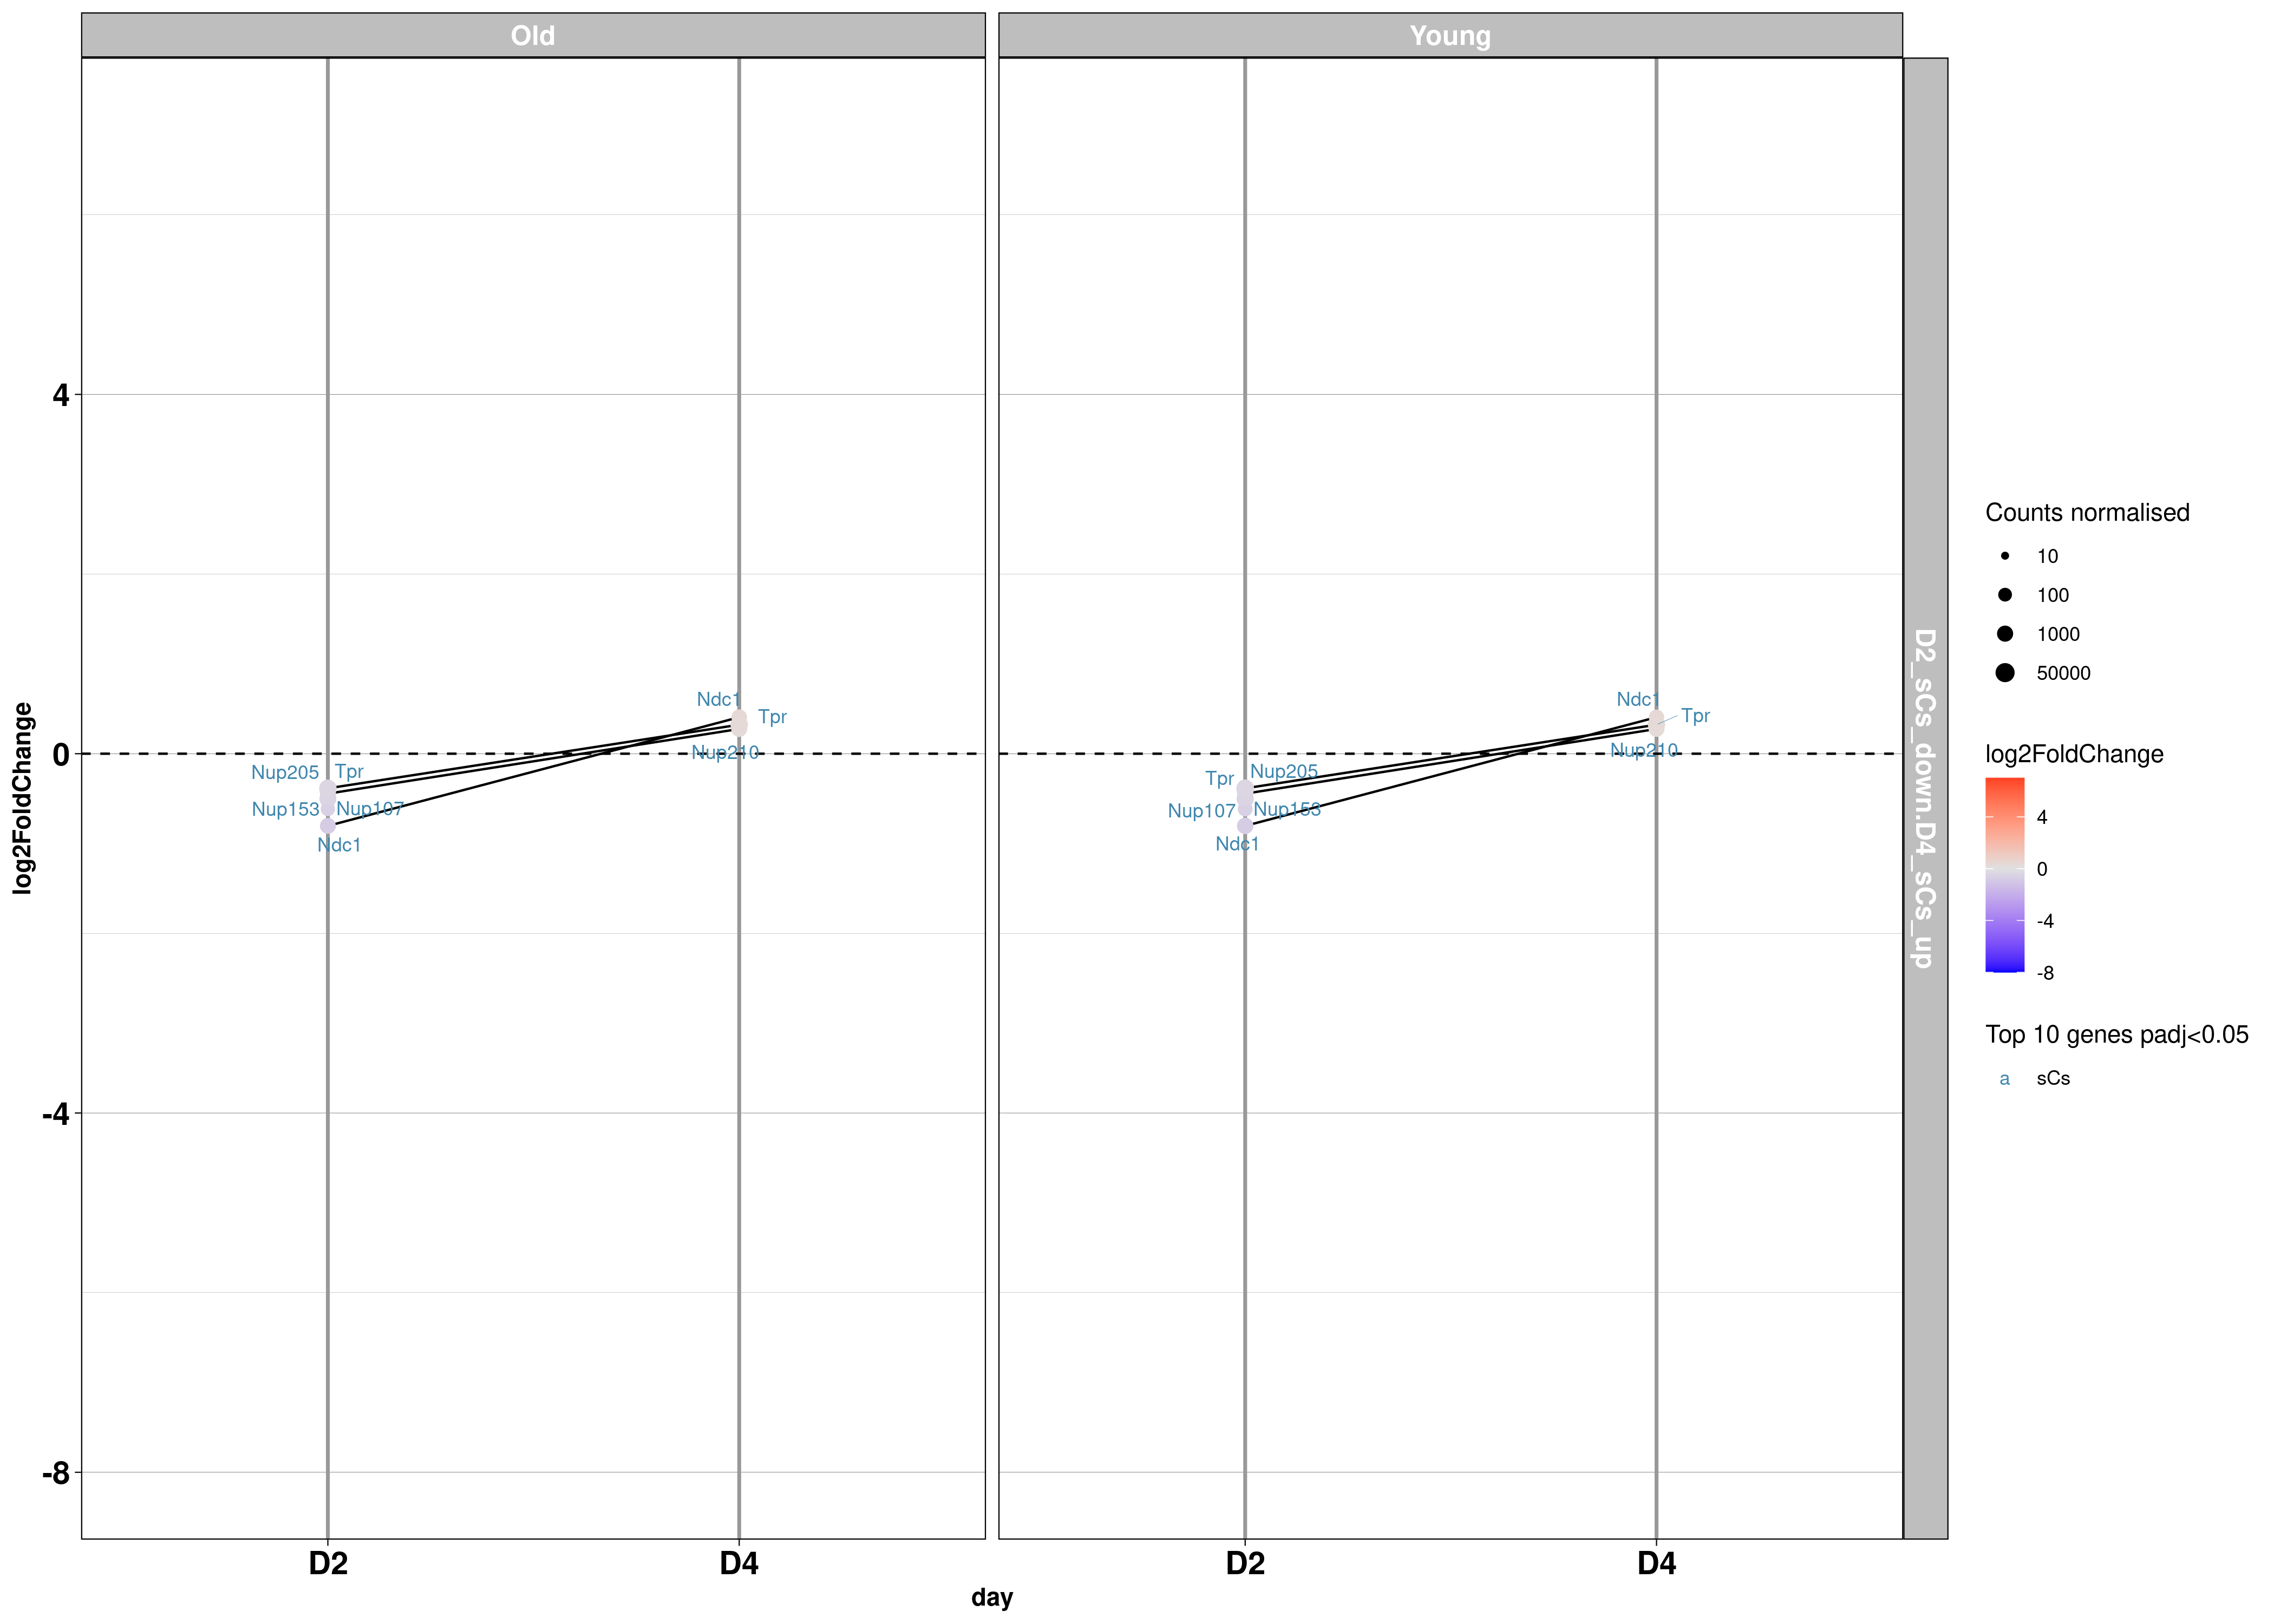 Old
Young
D2_sCs_down.D4_sCs_up
log2FoldChange
4
0
-4
-8
Ndc1
Tpr
Nup210
Nup205
Tpr
Nup153
Nup107
Ndc1
Ndc1
Tpr
Nup210
Tpr
Nup205
Nup107
Nup153
Ndc1
D2
D4
D2
D4
day
Counts normalised
10
100
1000
50000
log2FoldChange
4
0
-4
-8
Top 10 genes padj<0.05
a sCs